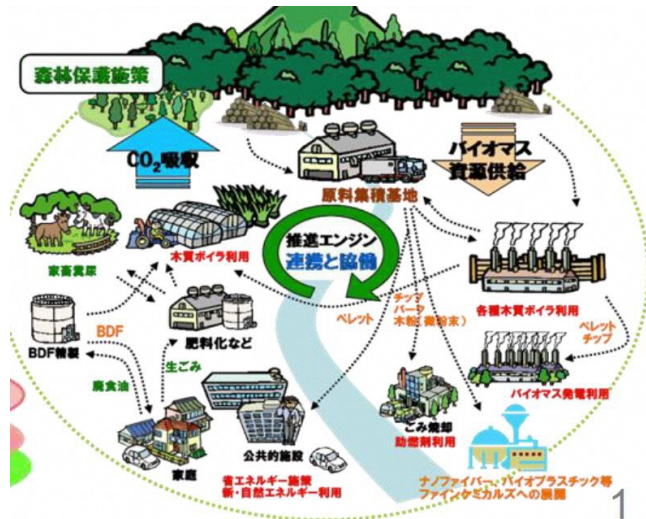 森林保護施策
CO₂吸収
バイオマス
資源供給
原料集積基地
推進エンジン
連携と協働
木質ボイラ利用
家畜糞尿
各種木質ボイラ利用
ペレット
チップ
バーク
木粉(微粉末)
BDF
BDF精製
肥料化など
ペレット
チップ
バイオマス発電利用
廃食油
生ごみ
ごみ焼却
助燃剤利用
家庭
公共的施設
省エネルギー施策
新・自然エネルギー利用
ナノファイバー、バイオプラスチック等
ファインケミカルズへの展開
1